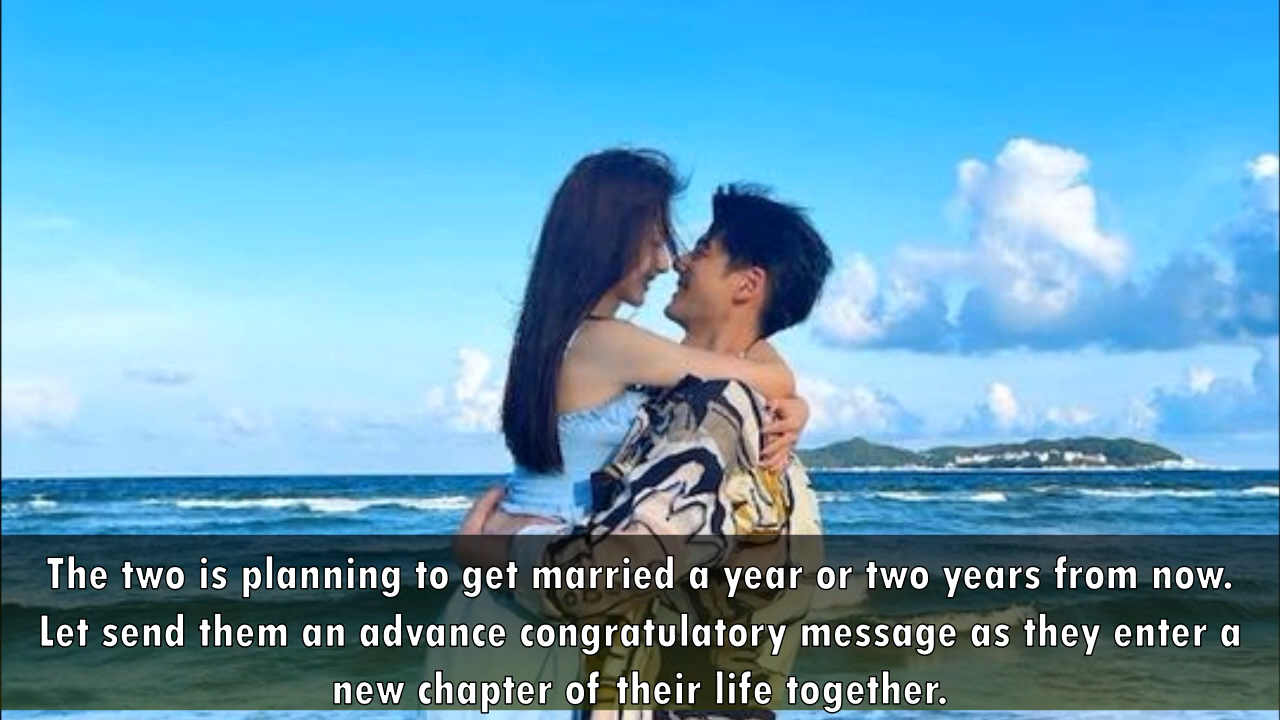 The two is planning to get married a year or two years from now.
Let send them an advance congratulatory message as they enter a
new chapter of their life together.